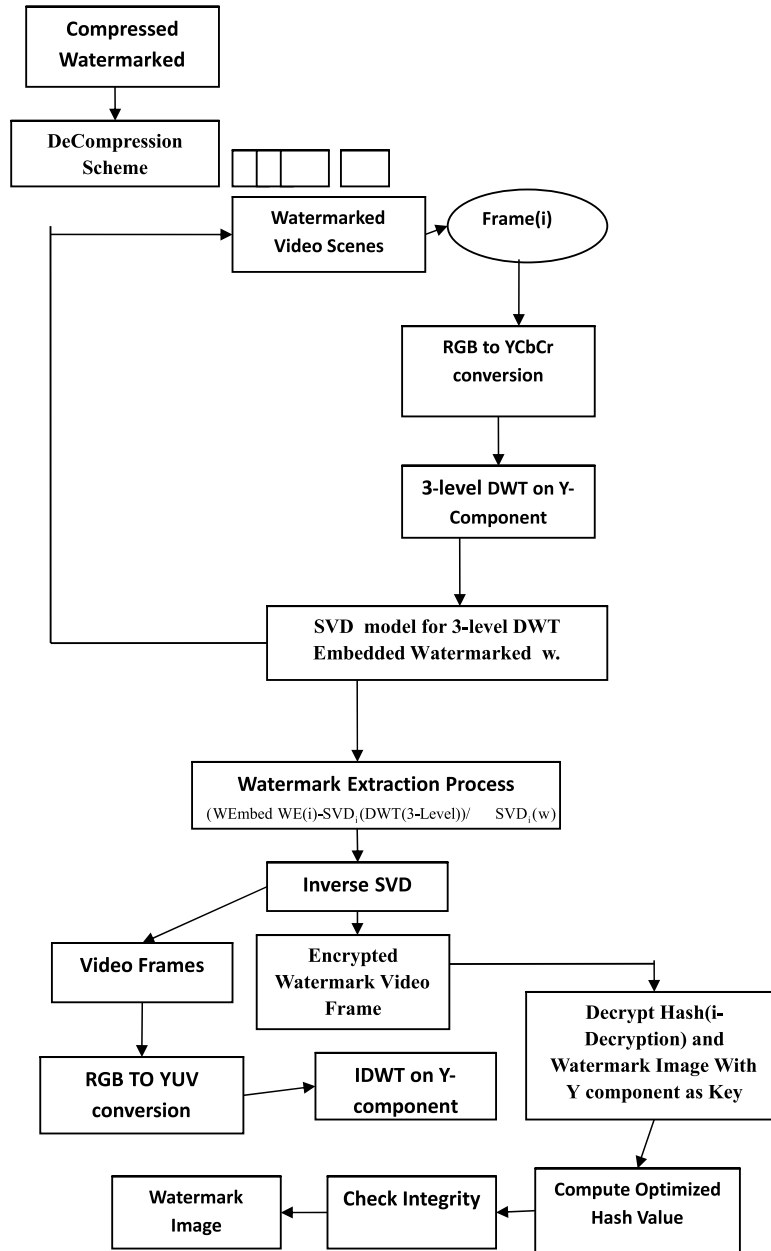 Compressed
Watermarked
DeCompression
Scheme
Watermarked
Video Scenes
Frame(i)
RGB to YCbCr
conversion
3-level DWT on Y-
Component
SVD model for 3-level DWT
Embedded Watermarked w.
Watermark Extraction Process
(WEmbed WE(i)-SVDᵢ(DWT(3-Level))/ SVDᵢ(w)
Inverse SVD
Video Frames
Encrypted
Watermark Video
Frame
Decrypt Hash(i-
Decryption) and
Watermark Image With
Y component as Key
RGB TO YUV
conversion
IDWT on Y-
component
Watermark
Image
Check Integrity
Compute Optimized
Hash Value